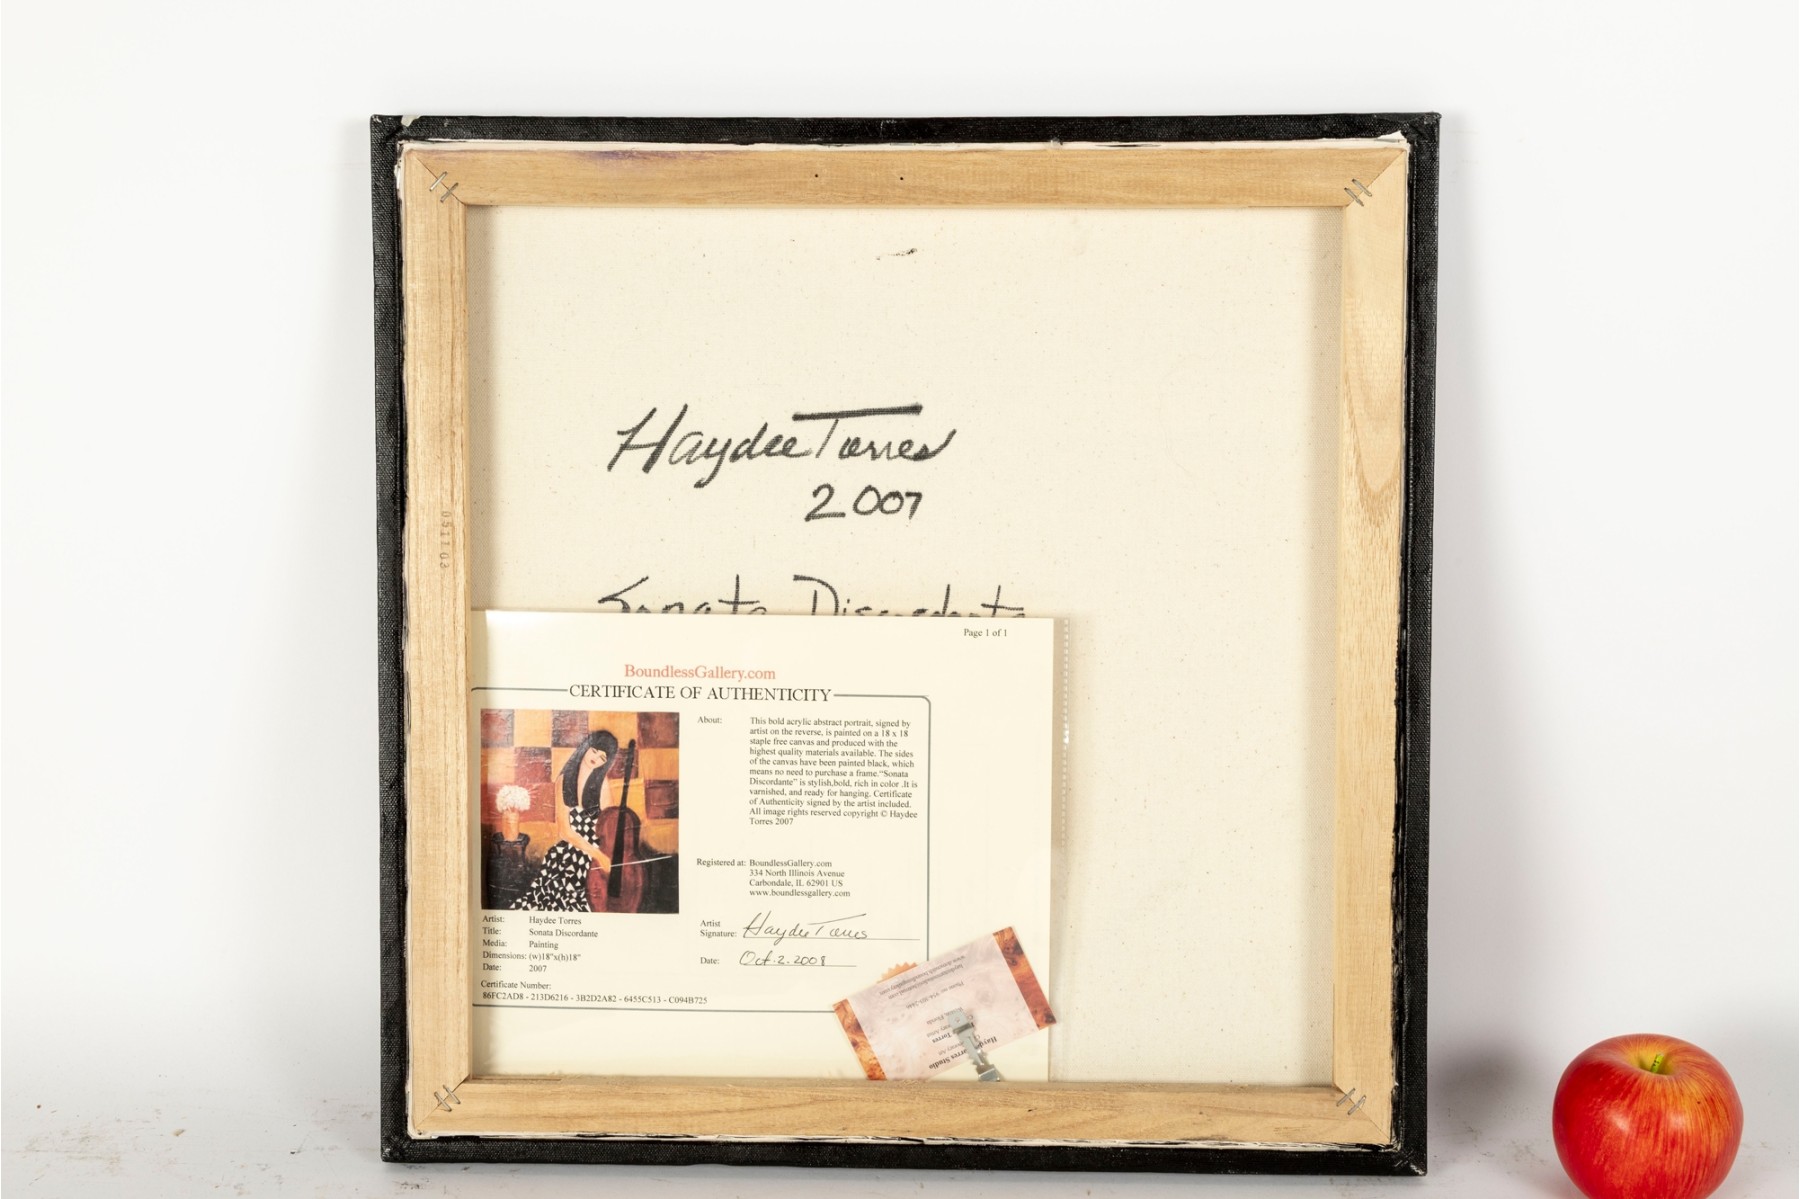 Haydee Torres
2007
Sonata Discordante
051103
Page 1 of 1
BoundlessGallery.com
CERTIFICATE OF AUTHENTICITY
About:
This bold acrylic abstract portrait, signed by
artist on the reverse, is painted on a 18 x 18
staple free canvas and produced with the
highest quality materials available. The sides
of the canvas have been painted black, which
means no need to purchase a frame."Sonata
Discordante" is stylish,bold, rich in color .It is
varnished, and ready for hanging. Certificate
of Authenticity signed by the artist included.
All image rights reserved copyright © Haydee
Torres 2007
Registered at: BoundlessGallery.com
334 North Illinois Avenue
Carbondale, IL 62901 US
www.boundlessgallery.com
Artist: Haydee Torres
Title: Sonata Discordante
Media: Painting
Dimensions: (w)18"x(h)18"
Date: 2007
Artist
Signature: Haydee Torres
Date: Oct. 2. 2008
Certificate Number:
86FC2AD8 - 213D6216 - 3B2D2A82 - 6455C513 - C094B725
Torres Studio
Torres